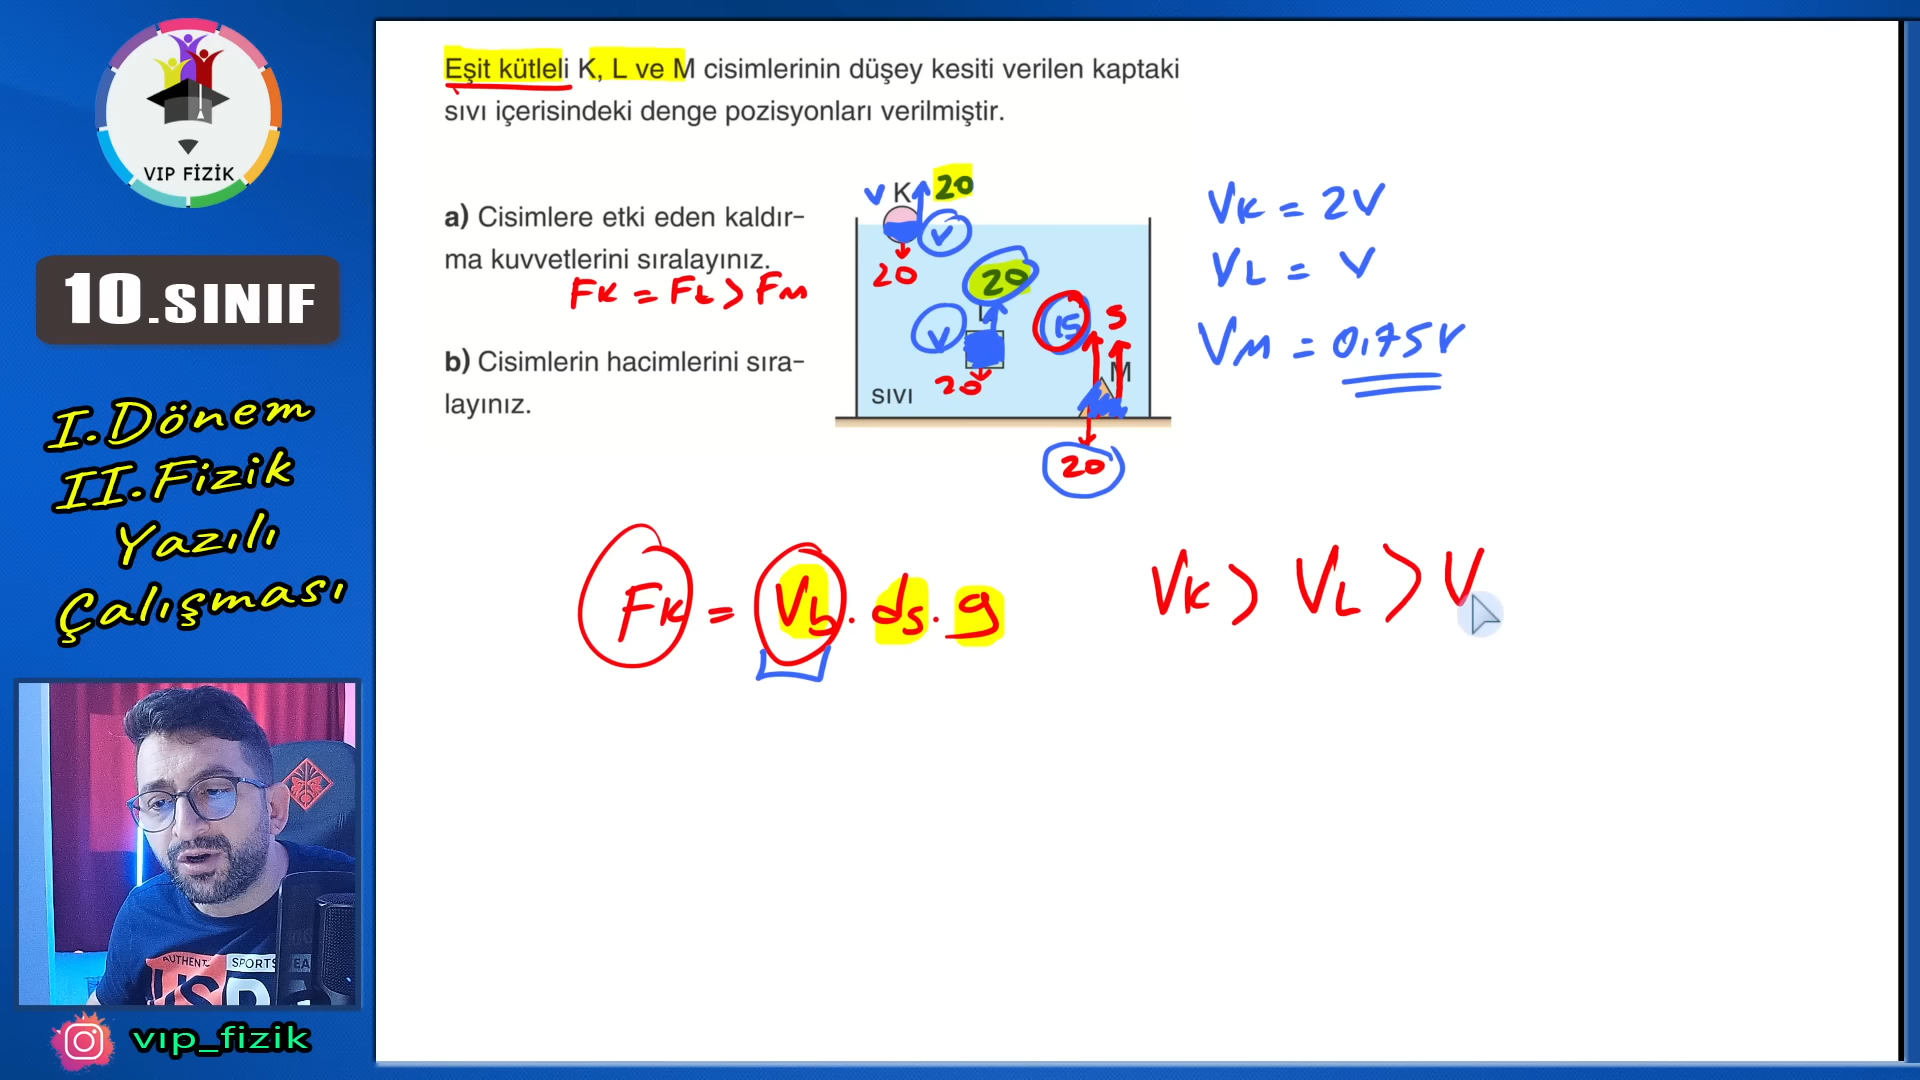 VIP FİZİK
10.SINIF
I.Dönem
II.Fizik
Yazılı
Çalışması
AUTHENT
SPORTS
vıp_fizik
Eşit kütleli K, L ve M cisimlerinin düşey kesiti verilen kaptaki
sıvı içerisindeki denge pozisyonları verilmiştir.
a) Cisimlere etki eden kaldır-
ma kuvvetlerini sıralayınız.
FK = FL > FM
b) Cisimlerin hacimlerini sıra-
layınız.
V K 20
V
20
20
V
15 5
20
M
SIVI
20
VK = 2V
VL = V
VM = 0,75V
FK = Vb . ds . g
VK > VL > V